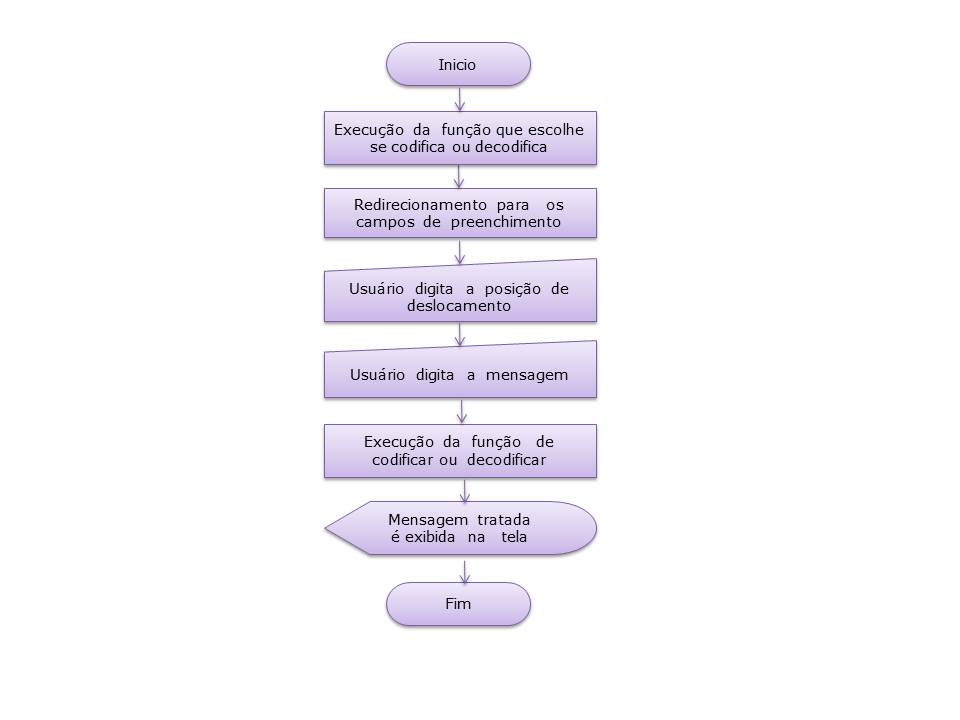 Inicio
Execução da função que escolhe
se codifica ou decodifica
Redirecionamento para os
campos de preenchimento
Usuário digita a posição de
deslocamento
Usuário digita a mensagem
Execução da função de
codificar ou decodificar
Mensagem tratada
é exibida na tela
Fim